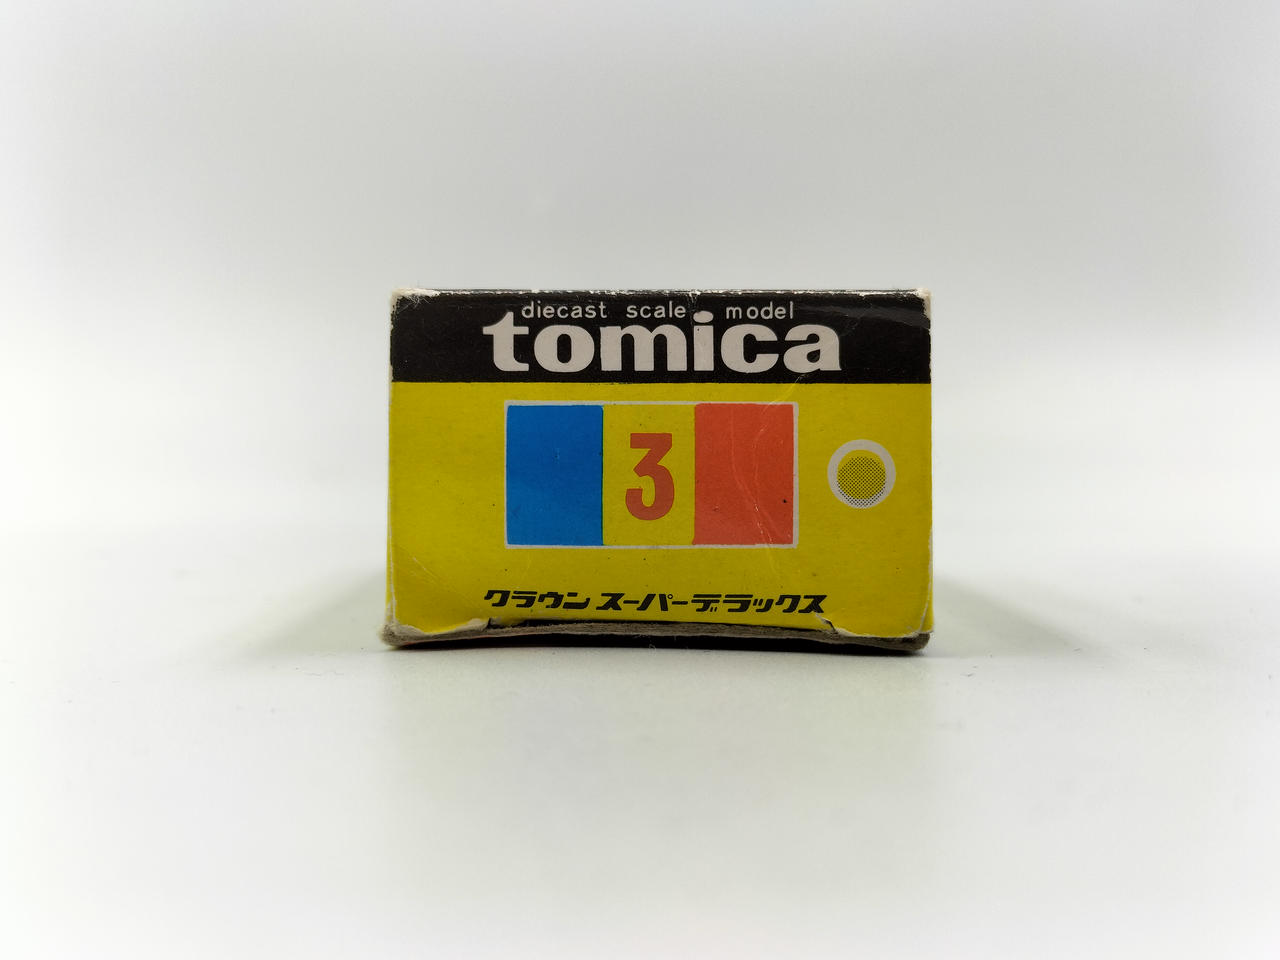 diecast scale model
tomica
3
クラウン スーパーデラックス